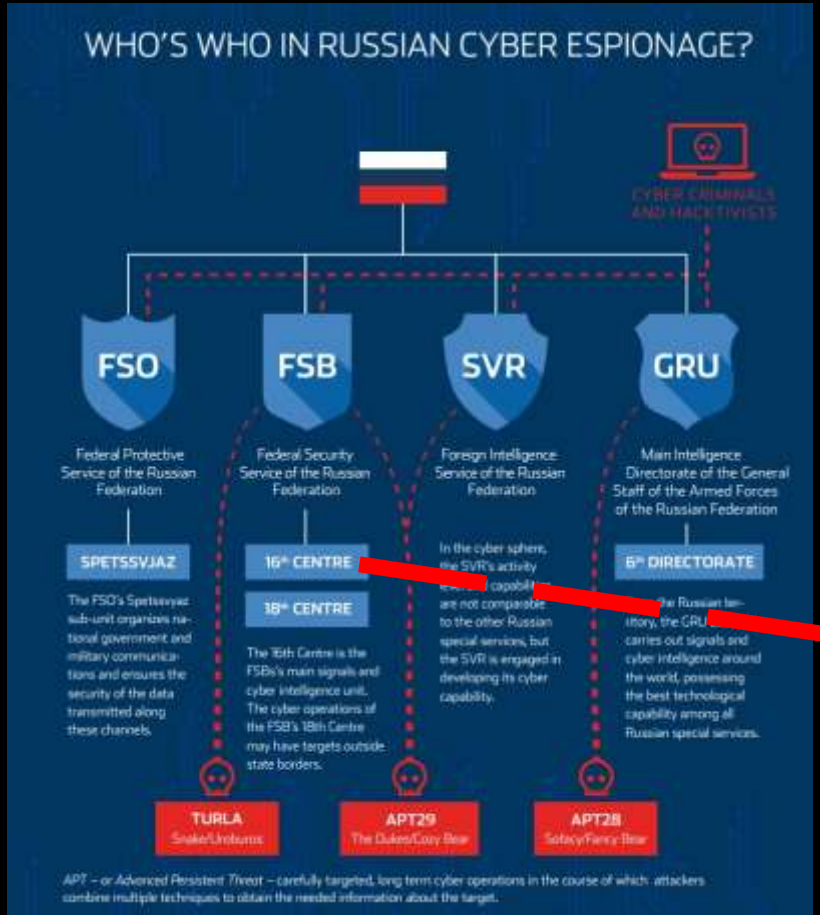 WHO'S WHO IN RUSSIAN CYBER ESPIONAGE?
CYBER CRIMINALS
AND HACKTIVISTS
FSO
FSB
SVR
GRU
Federal Protective
Service of the Russian
Federation
Federal Security
Service of the Russian
Federation
Foreign Intelligence
Service of the Russian
Federation
Main Intelligence
Directorate of the General
Staff of the Armed Forces
of the Russian Federation
SPETSSVJAZ
The FSO's Spetssvyaz
sub-unit organizes na-
tional government and
military communica-
tions and ensures the
security of the data
transmitted along
these channels.
16th CENTRE
18th CENTRE
The 16th Centre is the
FSBs's main signals and
cyber intelligence unit.
The cyber operations of
the FSB's 18th Centre
may have targets outside
state borders.
In the cyber sphere,
the SVR's activity
capabilities
are not comparable
to the other Russian
special services, but
the SVR is engaged in
developing its cyber
capability.
6th DIRECTORATE
the Russian ter-
ritory, the GRU
carries out signals and
cyber intelligence around
the world, possessing
the best technological
capability among all
Russian special services.
TURLA
Snake/Uroburos
APT29
The Dukes/Cozy Bear
APT28
Sofacy/Fancy Bear
APT – or Advanced Persistent Threat – carefully targeted, long term cyber operations in the course of which attackers
combine multiple techniques to obtain the needed information about the target.